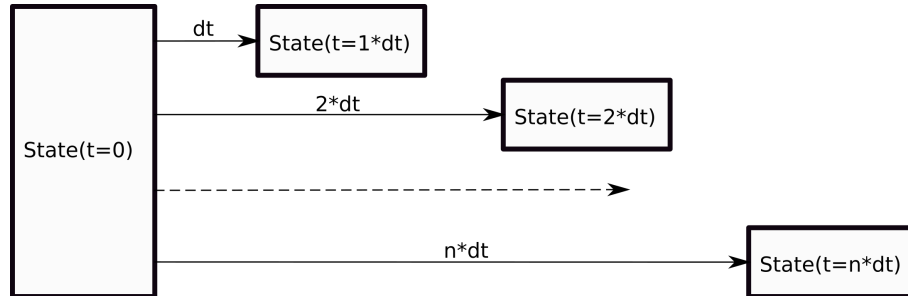 dt
State(t=1*dt)
2*dt
State(t=2*dt)
State(t=0)
n*dt
State(t=n*dt)